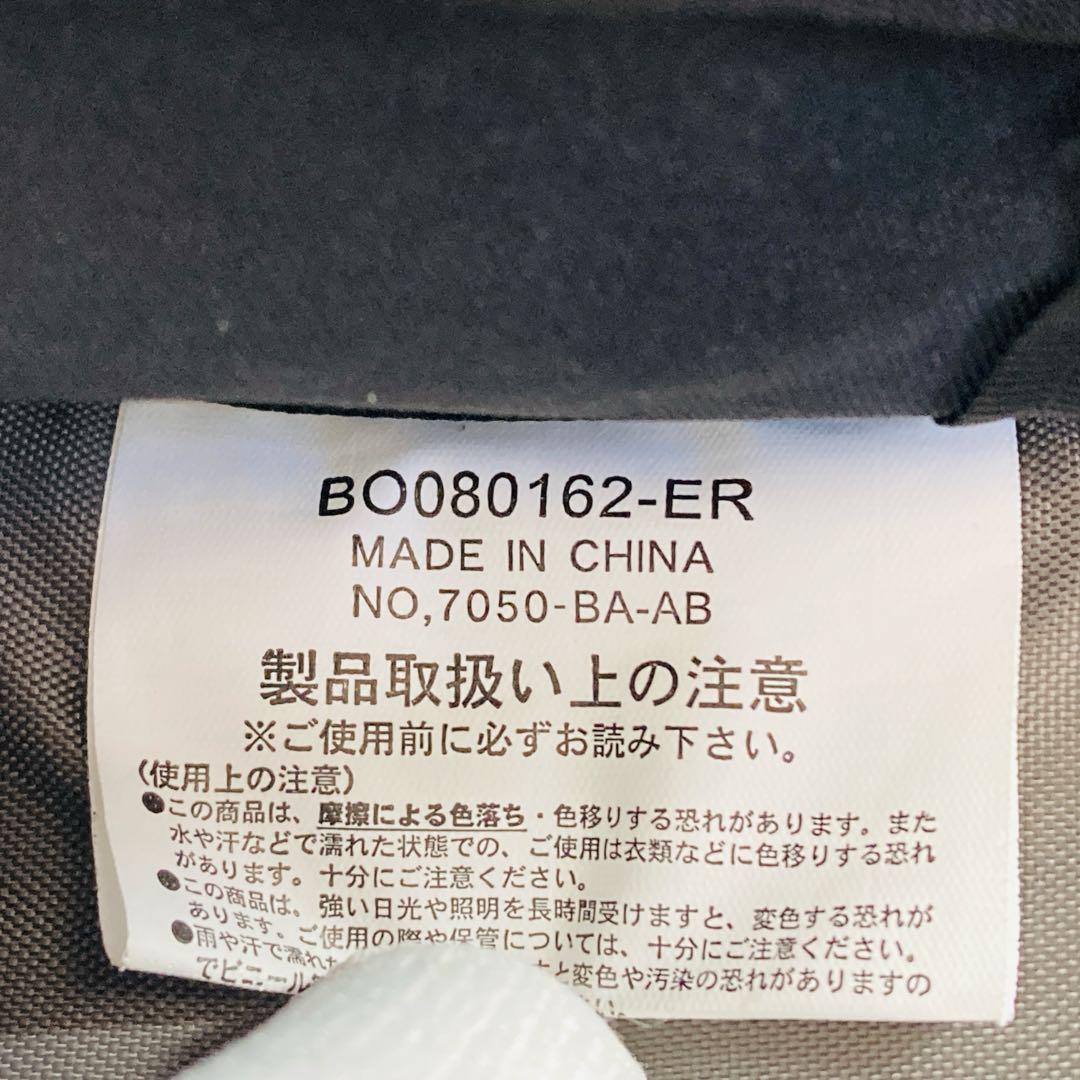 BO080162-ER
MADE IN CHINA
NO,7050-BA-AB
製品取扱い上の注意
※ご使用前に必ずお読み下さい。
(使用上の注意)
●この商品は、摩擦による色落ち・色移りする恐れがあります。また
水や汗などで濡れた状態での、ご使用は衣類などに色移りする恐れ
があります。十分にご注意ください。
●この商品は。強い日光や照明を長時間受けますと、変色する恐れが
あります。ご使用の際や保管については、十分にご注意ください。
●雨や汗で濡れた と変色や汚染の恐れがありますの
でビニール